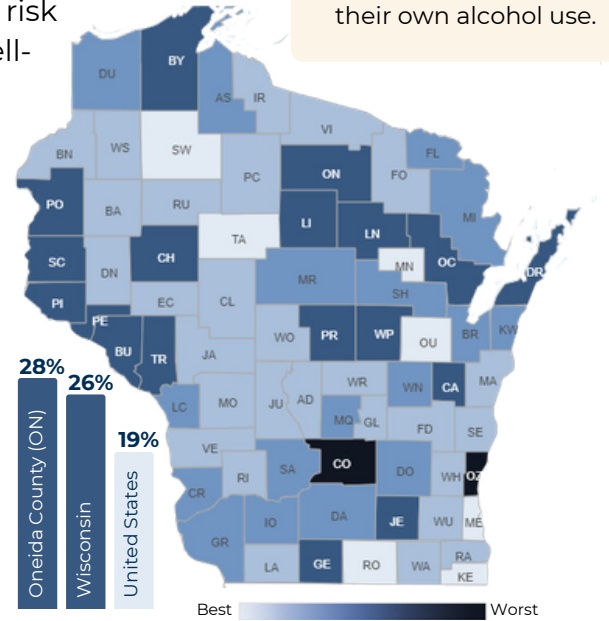 risk
ell-
their own alcohol use.
BY
DU
AS
IR
VI
BN
WS
SW
PC
ON
FO
FL
MI
PO
BA
RU
TA
LI
LN
MN
OC
DR
SC
DN
CH
CL
MR
SH
PI
PE
EC
BU
TR
JA
WO
PR
WP
OU
BR
KW
LC
MO
JU
AD
WR
MQ
GL
WN
CA
MA
FD
SE
VE
CR
RI
SA
CO
DO
WH
OZ
GR
IO
DA
JE
WU
ME
LA
GE
RO
WA
RA
KE
28%
26%
19%
Oneida County (ON)
Wisconsin
United States
Best
Worst